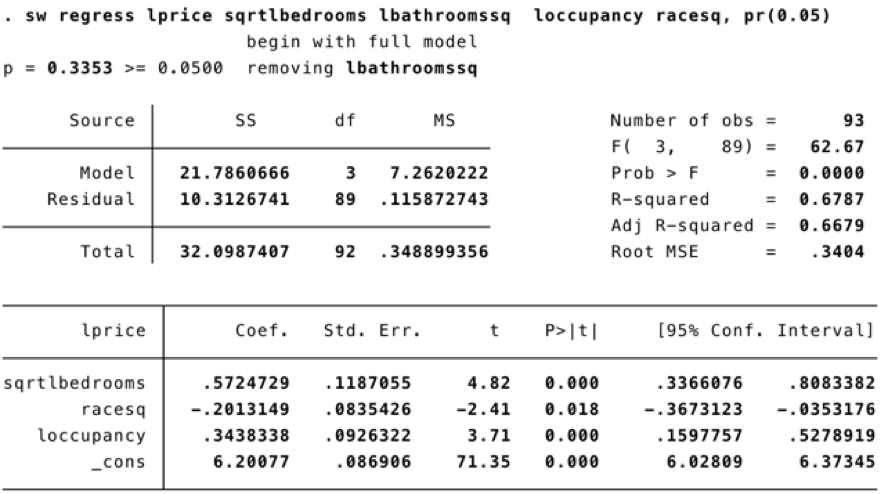 . sw regress lprice sqrtlbedrooms lbathroomssq  loccupancy racesq, pr(0.05)
begin with full model
p = 0.3353 >= 0.0500  removing lbathroomssq
Source SS df MS Number of obs = 93
F( 3, 89) = 62.67
Model 21.7860666 3 7.2620222 Prob > F = 0.0000
Residual 10.3126741 89 .115872743 R-squared = 0.6787
Adj R-squared = 0.6679
Total 32.0987407 92 .348899356 Root MSE = .3404
lprice Coef. Std. Err. t P>|t| [95% Conf. Interval]
sqrtlbedrooms .5724729 .1187055 4.82 0.000 .3366076 .8083382
racesq -.2013149 .0835426 -2.41 0.018 -.3673123 -.0353176
loccupancy .3438338 .0926322 3.71 0.000 .1597757 .5278919
_cons 6.20077 .086906 71.35 0.000 6.02809 6.37345